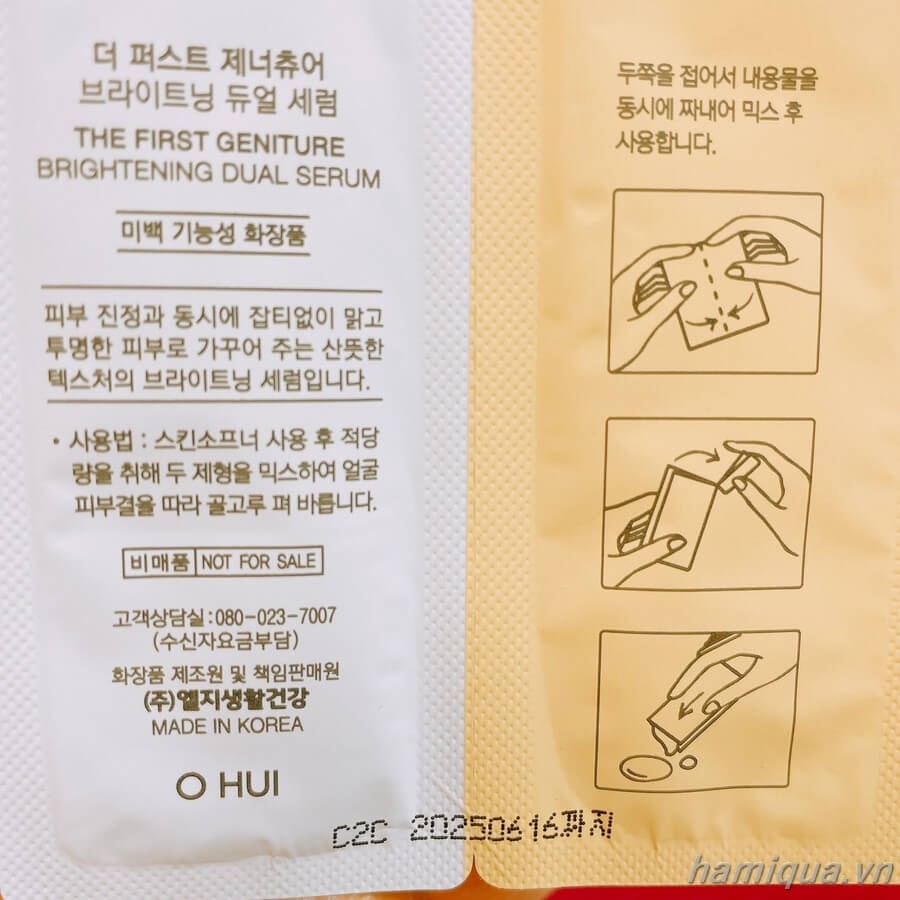 더 퍼스트 제너츄어
브라이트닝 듀얼 세럼
THE FIRST GENITURE
BRIGHTENING DUAL SERUM
미백 기능성 화장품
피부 진정과 동시에 잡티없이 맑고
투명한 피부로 가꾸어 주는 산뜻한
텍스처의 브라이트닝 세럼입니다.
• 사용법 : 스킨소프너 사용 후 적당
량을 취해 두 제형을 믹스하여 얼굴
피부결을 따라 골고루 펴 바릅니다.
비매품 NOT FOR SALE
고객상담실:080-023-7007
(수신자요금부담)
화장품 제조원 및 책임판매원
(주)엘지생활건강
MADE IN KOREA
O HUI
두쪽을 접어서 내용물을
동시에 짜내어 믹스 후
사용합니다.
C2C 20250616까지
hamiqua.vn